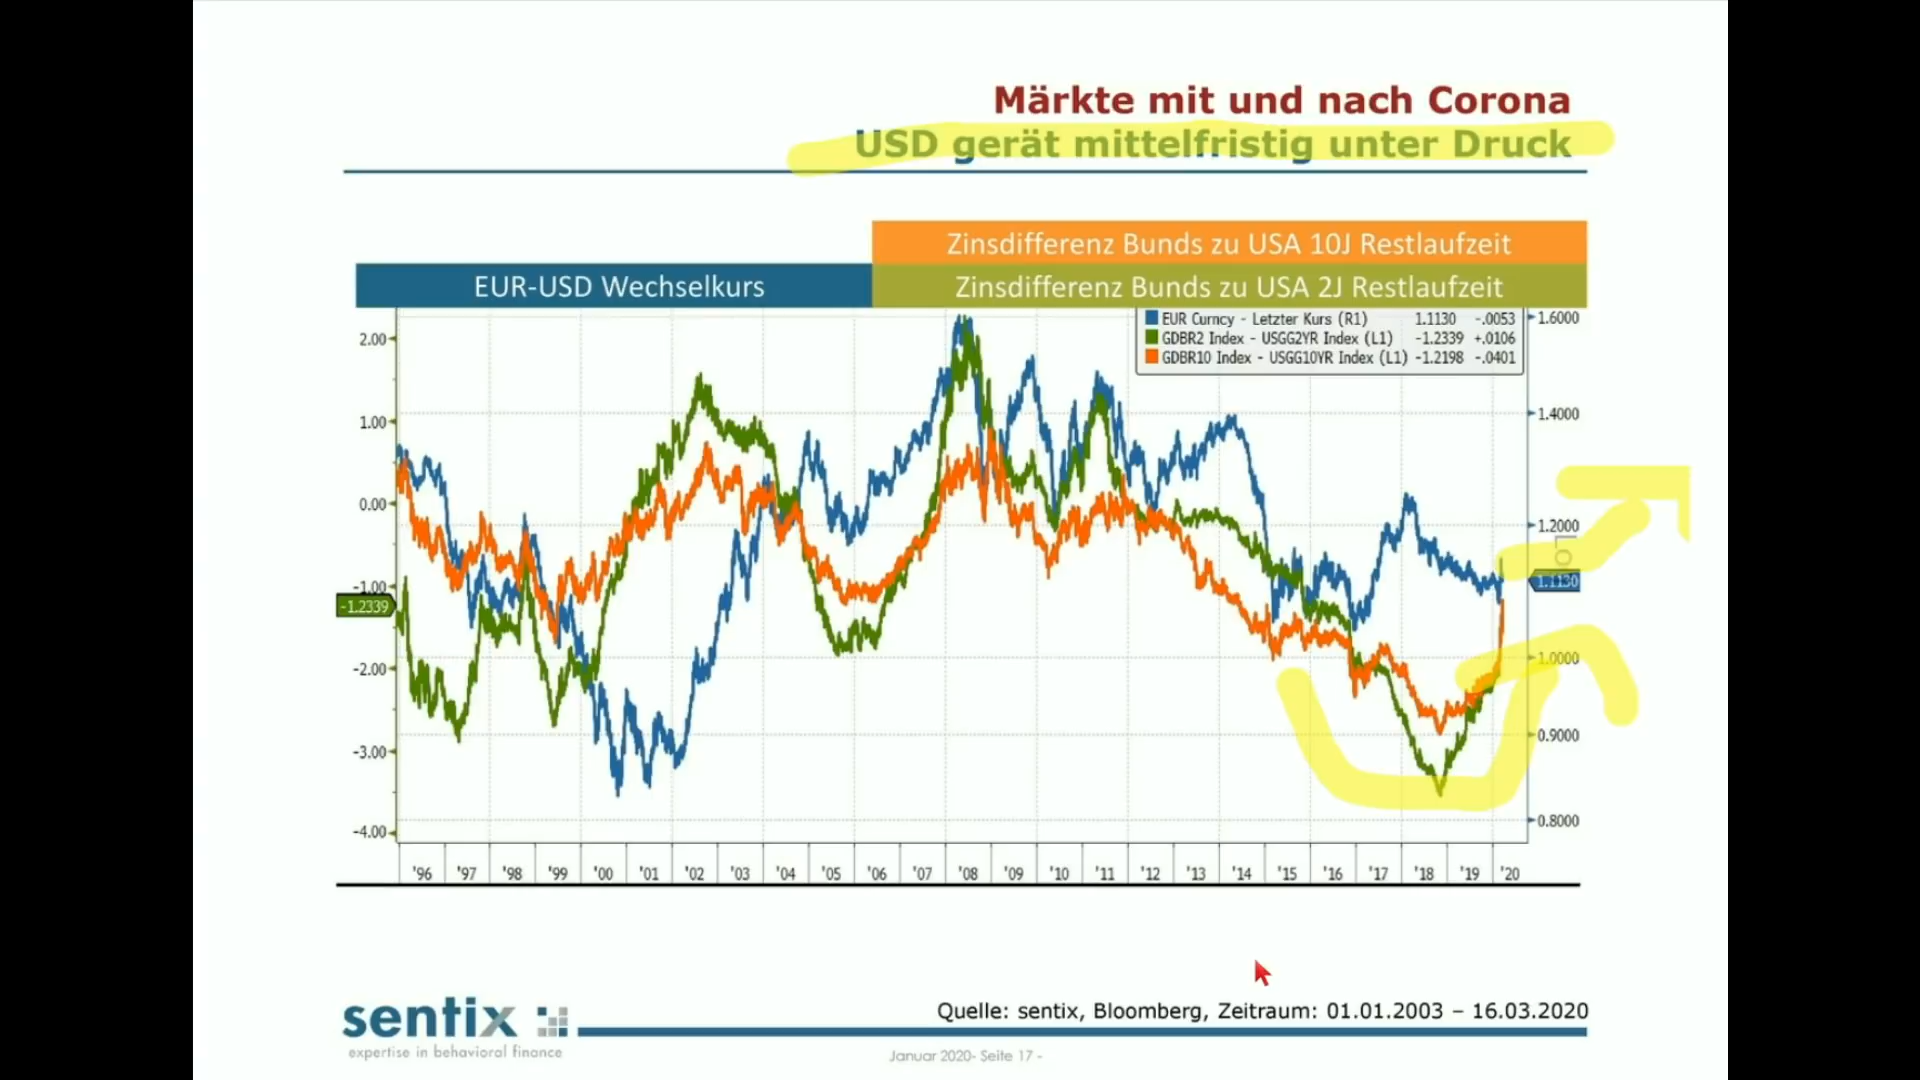 Märkte mit und nach Corona
USD gerät mittelfristig unter Druck
Zinsdifferenz Bunds zu USA 10J Restlaufzeit
EUR-USD Wechselkurs
Zinsdifferenz Bunds zu USA 2J Restlaufzeit
EUR Curncy - Letzter Kurs (R1) 1.1130 -.0053
GDBR2 Index - USGG2YR Index (L1) -1.2339 +.0106
GDBR10 Index - USGG10YR Index (L1) -1.2198 -.0401
2.00
1.00
0.00
-1.00
-1.2339
-2.00
-3.00
-4.00
1.6000
1.4000
1.2000
LO
1.1130
1.0000
0.9000
0.8000
'96 '97 '98 '99 '00 '01 '02 '03 '04 '05 '06 '07 '08 '09 '10 '11 '12 '13 '14 '15 '16 '17 '18 '19 '20
sentix
expertise in behavioral finance
Quelle: sentix, Bloomberg, Zeitraum: 01.01.2003 – 16.03.2020
Januar 2020- Seite 17 -